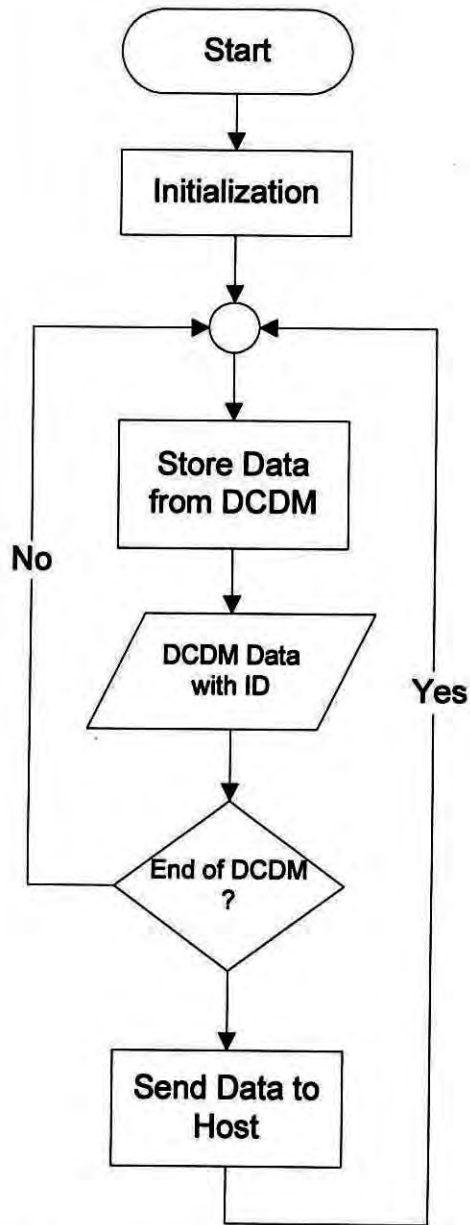 Start
Initialization
Store Data
from DCDM
No
DCDM Data
with ID
Yes
End of DCDM
?
Send Data to
Host